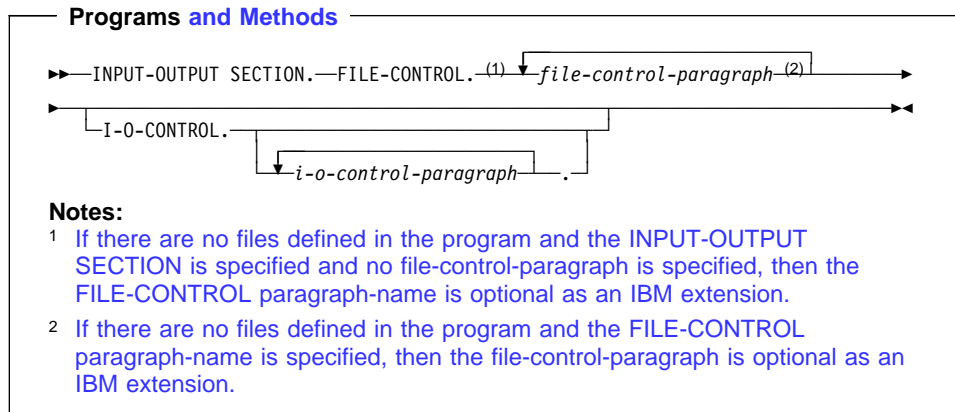 Programs and Methods
INPUT-OUTPUT SECTION. FILE-CONTROL. (1) file-control-paragraph (2)
I-O-CONTROL.
i-o-control-paragraph .
Notes:
1 If there are no files defined in the program and the INPUT-OUTPUT
SECTION is specified and no file-control-paragraph is specified, then the
FILE-CONTROL paragraph-name is optional as an IBM extension.
2 If there are no files defined in the program and the FILE-CONTROL
paragraph-name is specified, then the file-control-paragraph is optional as an
IBM extension.